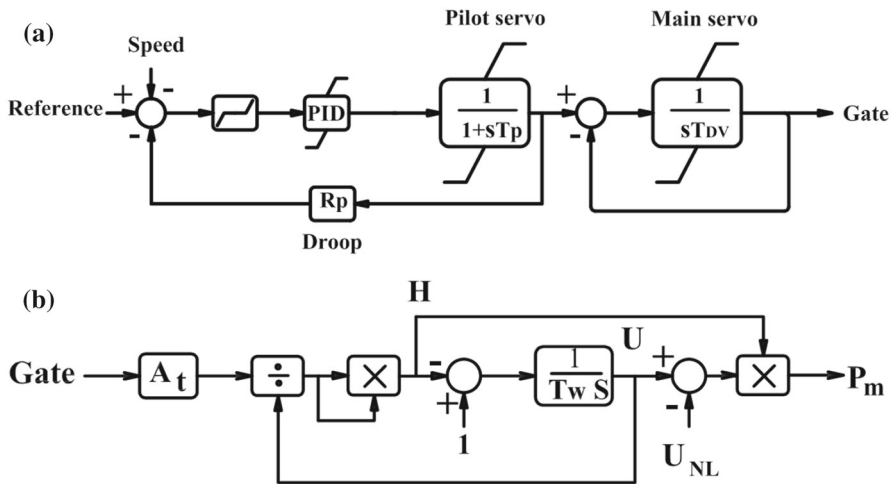 (a)
Pilot servo
Main servo
Speed
Reference
+
-
-
PID
1
1+sTp
+
-
1
sTDV
Gate
Rp
Droop
(b)
H
U
Gate
At
÷
×
-
+
1
1
Tw S
+
-
UNL
×
Pm